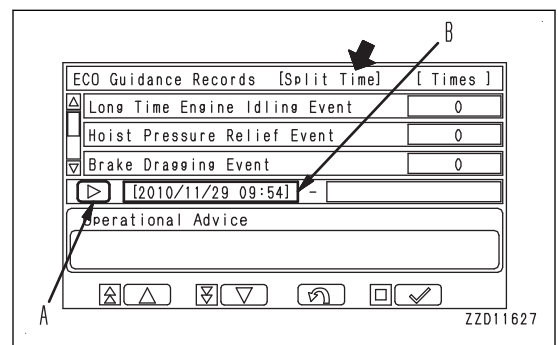 B
ECO Guidance Records [Split Time] [ Times ]
Long Time Engine Idling Event 0
Hoist Pressure Relief Event 0
Brake Dragging Event 0
[2010/11/29 09:54] -
Operational Advice
A
ZZD11627